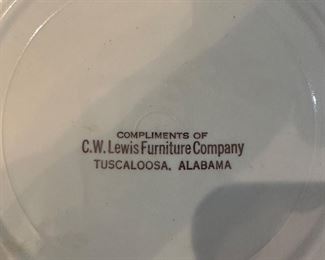 COMPLIMENTS OF
C.W. Lewis Furniture Company
TUSCALOOSA, ALABAMA